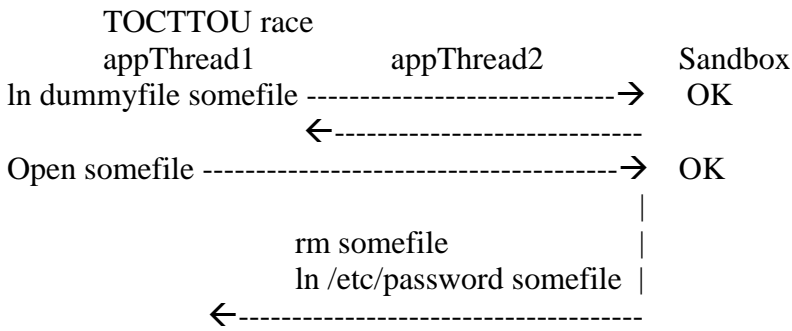 TOCTTOU race
appThread1 appThread2 Sandbox
ln dummyfile somefile ----------------------------→ OK
←----------------------------
Open somefile --------------------------------------→ OK
|
rm somefile |
ln /etc/password somefile |
←-------------------------------------